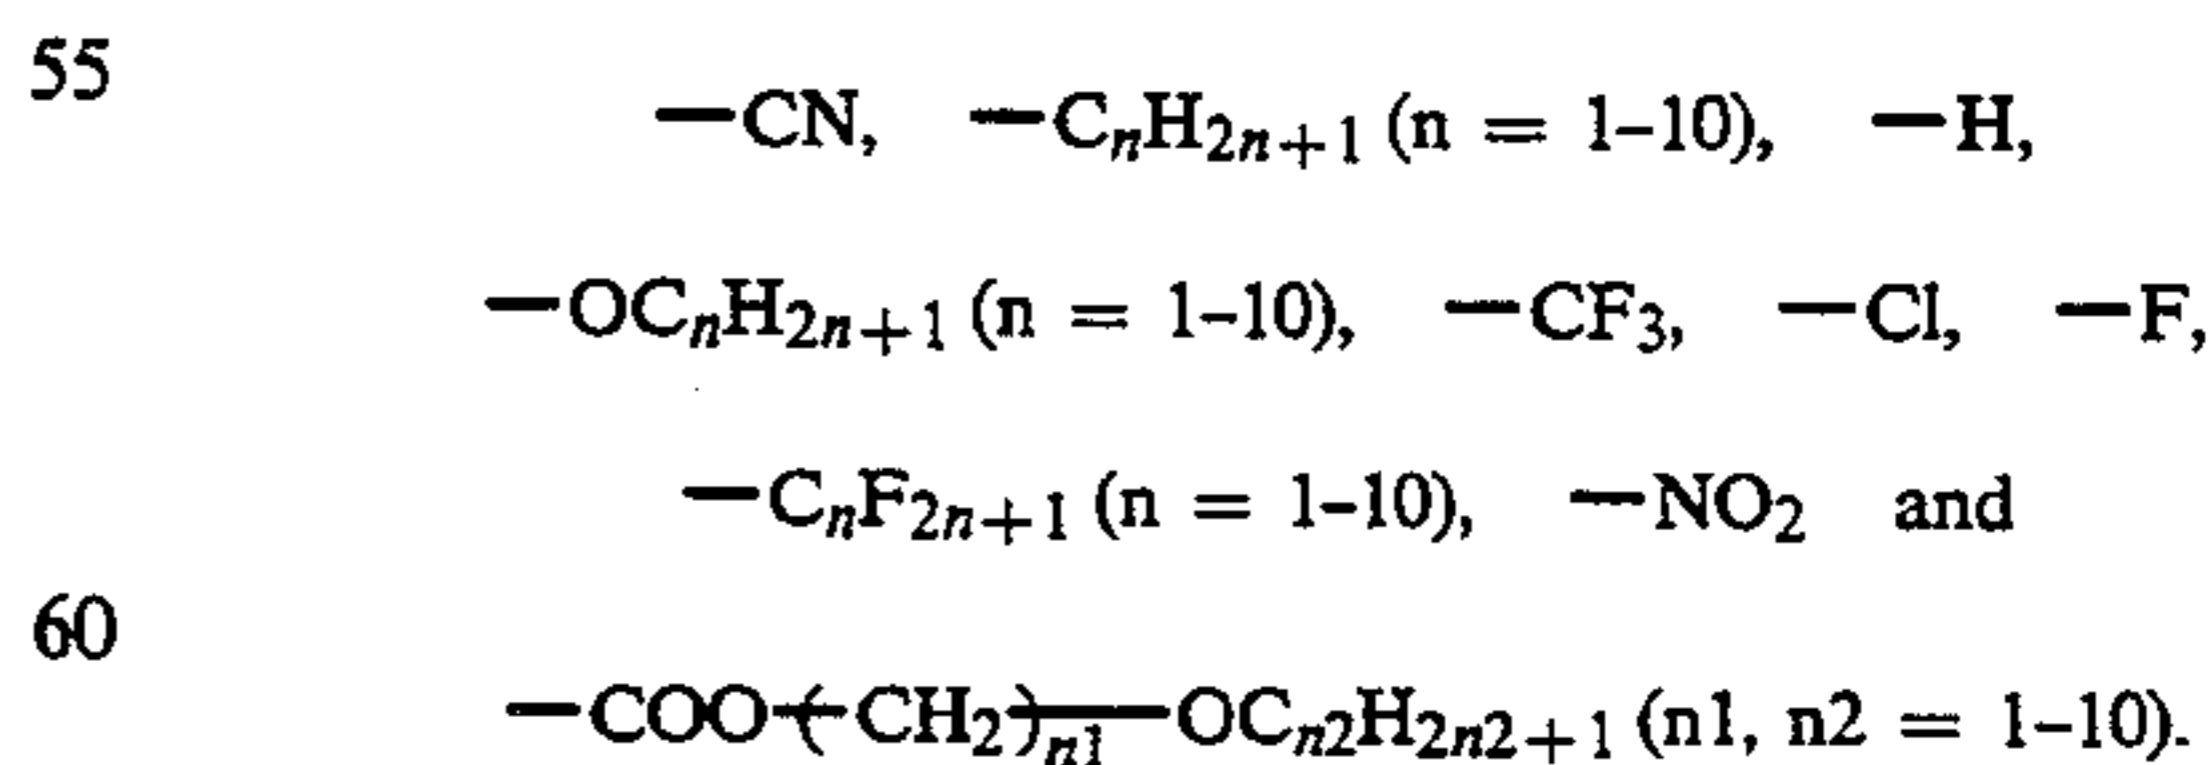 55
—CN, —CₙH₂ₙ₊₁ (n = 1–10), —H,
—OCₙH₂ₙ₊₁ (n = 1–10), —CF₃, —Cl, —F,
—CₙF₂ₙ₊₁ (n = 1–10), —NO₂ and
60
—COO–(CH₂)ₙ₁—OCₙ₂H₂ₙ₂₊₁ (n1, n2 = 1–10).